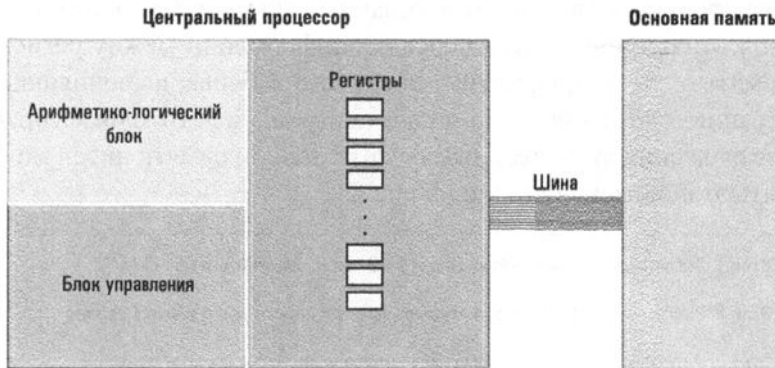 Центральный процессор
Основная память
Регистры
Арифметико-логический
блок
Шина
Блок управления